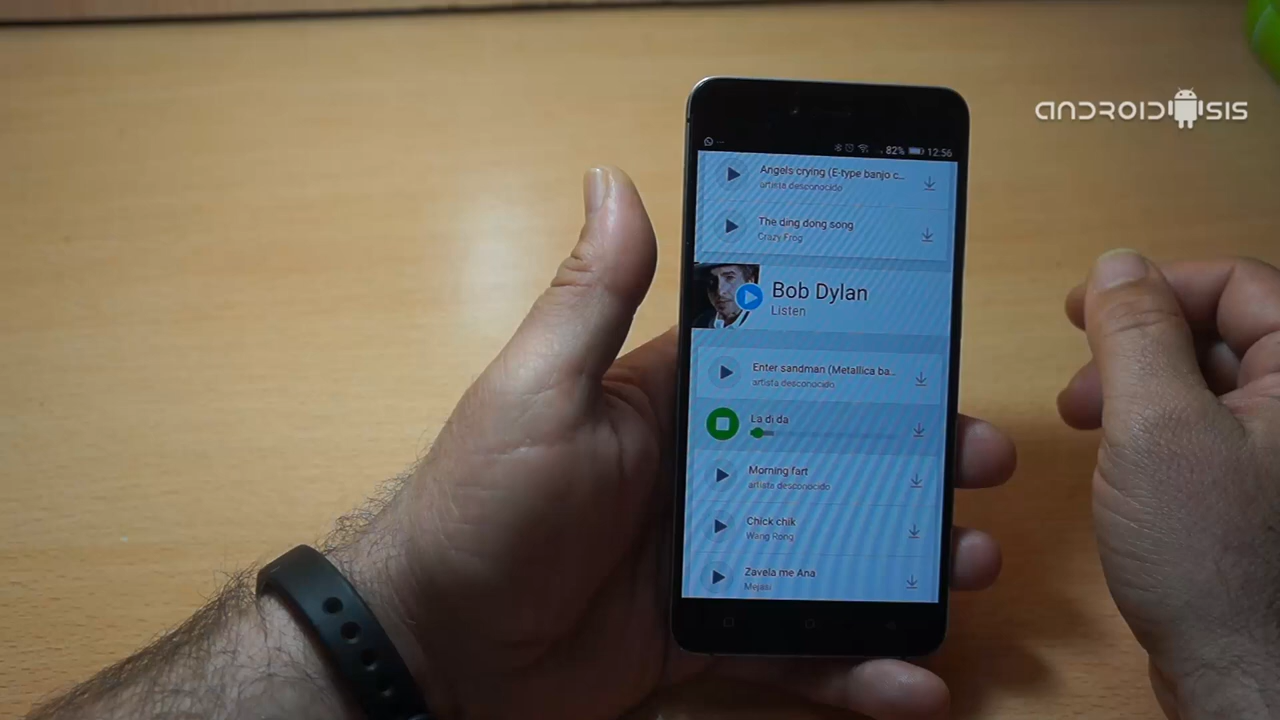 ANDROIDSIS
82% 12:56
Angels crying (E-type banjo c...
artista desconocido
The ding dong song
Crazy Frog
Bob Dylan
Listen
Enter sandman (Metallica ba...
artista desconocido
La di da
Morning fart
artista desconocido
Chick chik
Wang Rong
Zavela me Ana
Mejasi